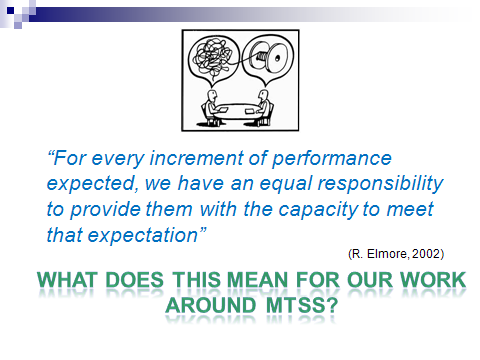 “For every increment of performance
expected, we have an equal responsibility
to provide them with the capacity to meet
that expectation”
(R. Elmore, 2002)
WHAT DOES THIS MEAN FOR OUR WORK
AROUND MTSS?